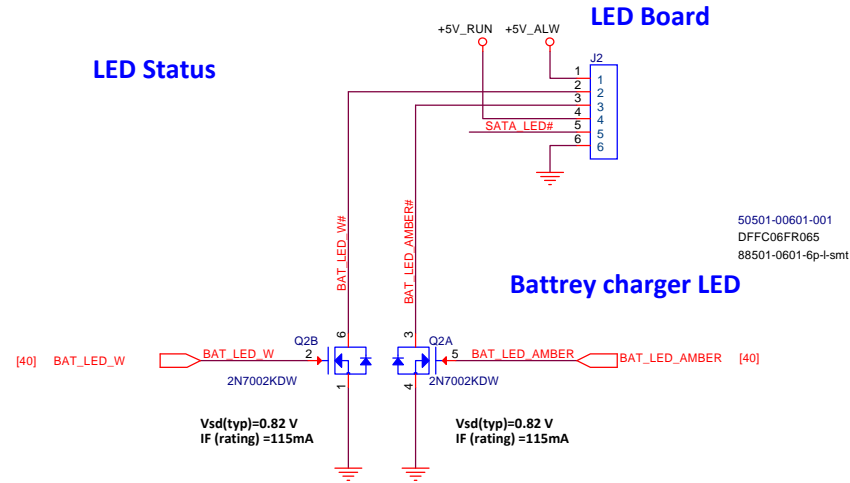 LED Board
+5V_RUN
+5V_ALW
LED Status
J2
1
2
3
4
5
6
1
2
3
4
5
6
SATA_LED#
BAT_LED_W#
BAT_LED_AMBER#
50501-00601-001
DFFC06FR065
88501-0601-6p-l-smt
Battrey charger LED
[40]
BAT_LED_W
BAT_LED_W
2
Q2B
6
1
2N7002KDW
3
Q2A
5
4
2N7002KDW
BAT_LED_AMBER
BAT_LED_AMBER
[40]
Vsd(typ)=0.82 V
IF (rating) =115mA
Vsd(typ)=0.82 V
IF (rating) =115mA